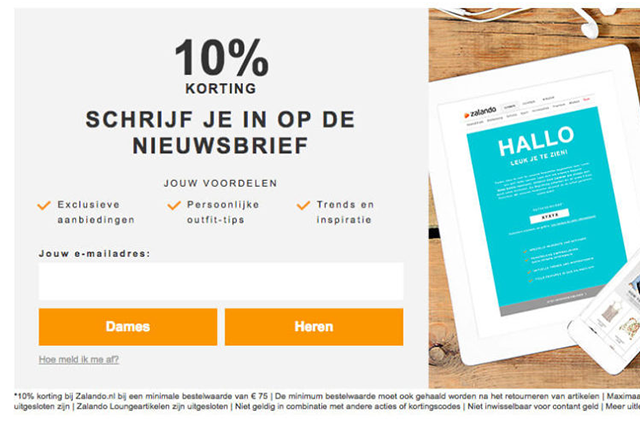 10%
KORTING
SCHRIJF JE IN OP DE
NIEUWSBRIEF
JOUW VOORDELEN
Exclusieve
aanbiedingen
Persoonlijke
outfit-tips
Trends en
inspiratie
Jouw e-mailadres:
Dames
Heren
Hoe meld ik me af?
zalando
HALLO
LEUK JE TE ZIEN!
*10% korting bij Zalando.nl bij een minimale bestelwaarde van € 75 | De minimum bestelwaarde moet ook gehaald worden na het retourneren van artikelen | Maximaa
uitgesloten zijn | Zalando Loungeartikelen zijn uitgesloten | Niet geldig in combinatie met andere acties of kortingscodes | Niet inwisselbaar voor contant geld | Meer uitle